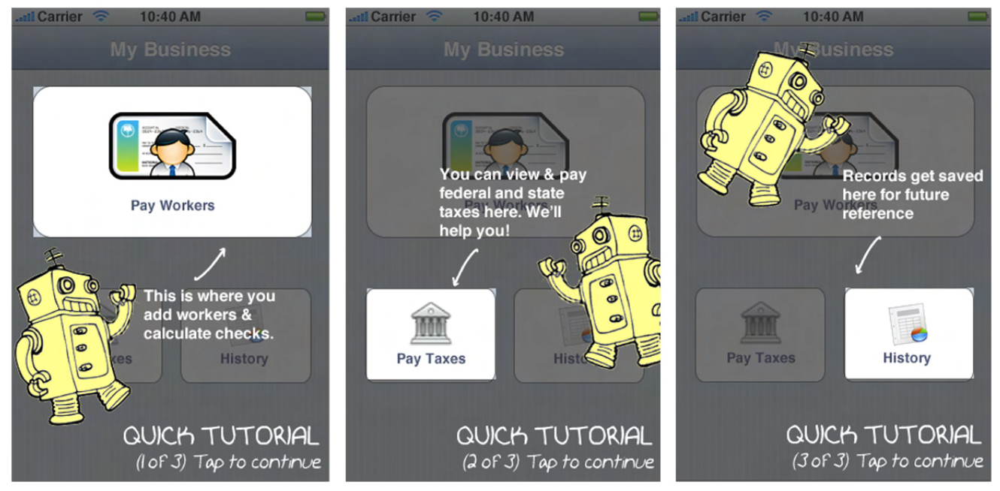 Carrier 10:40 AM
My Business
Pay Workers
This is where you
add workers &
calculate checks.
xes
History
QUICK TUTORIAL
(1 of 3) Tap to continue
Carrier 10:40 AM
My Business
You can view & pay
federal and state
taxes here. We'll
help you!
Pay Workers
Pay Taxes
Histo
QUICK TUTORIAL
(2 of 3) Tap to continue
Carrier 10:40 AM
My Business
Records get saved
here for future
reference
Pay Workers
Pay Taxes
History
QUICK TUTORIAL
(3 of 3) Tap to continue